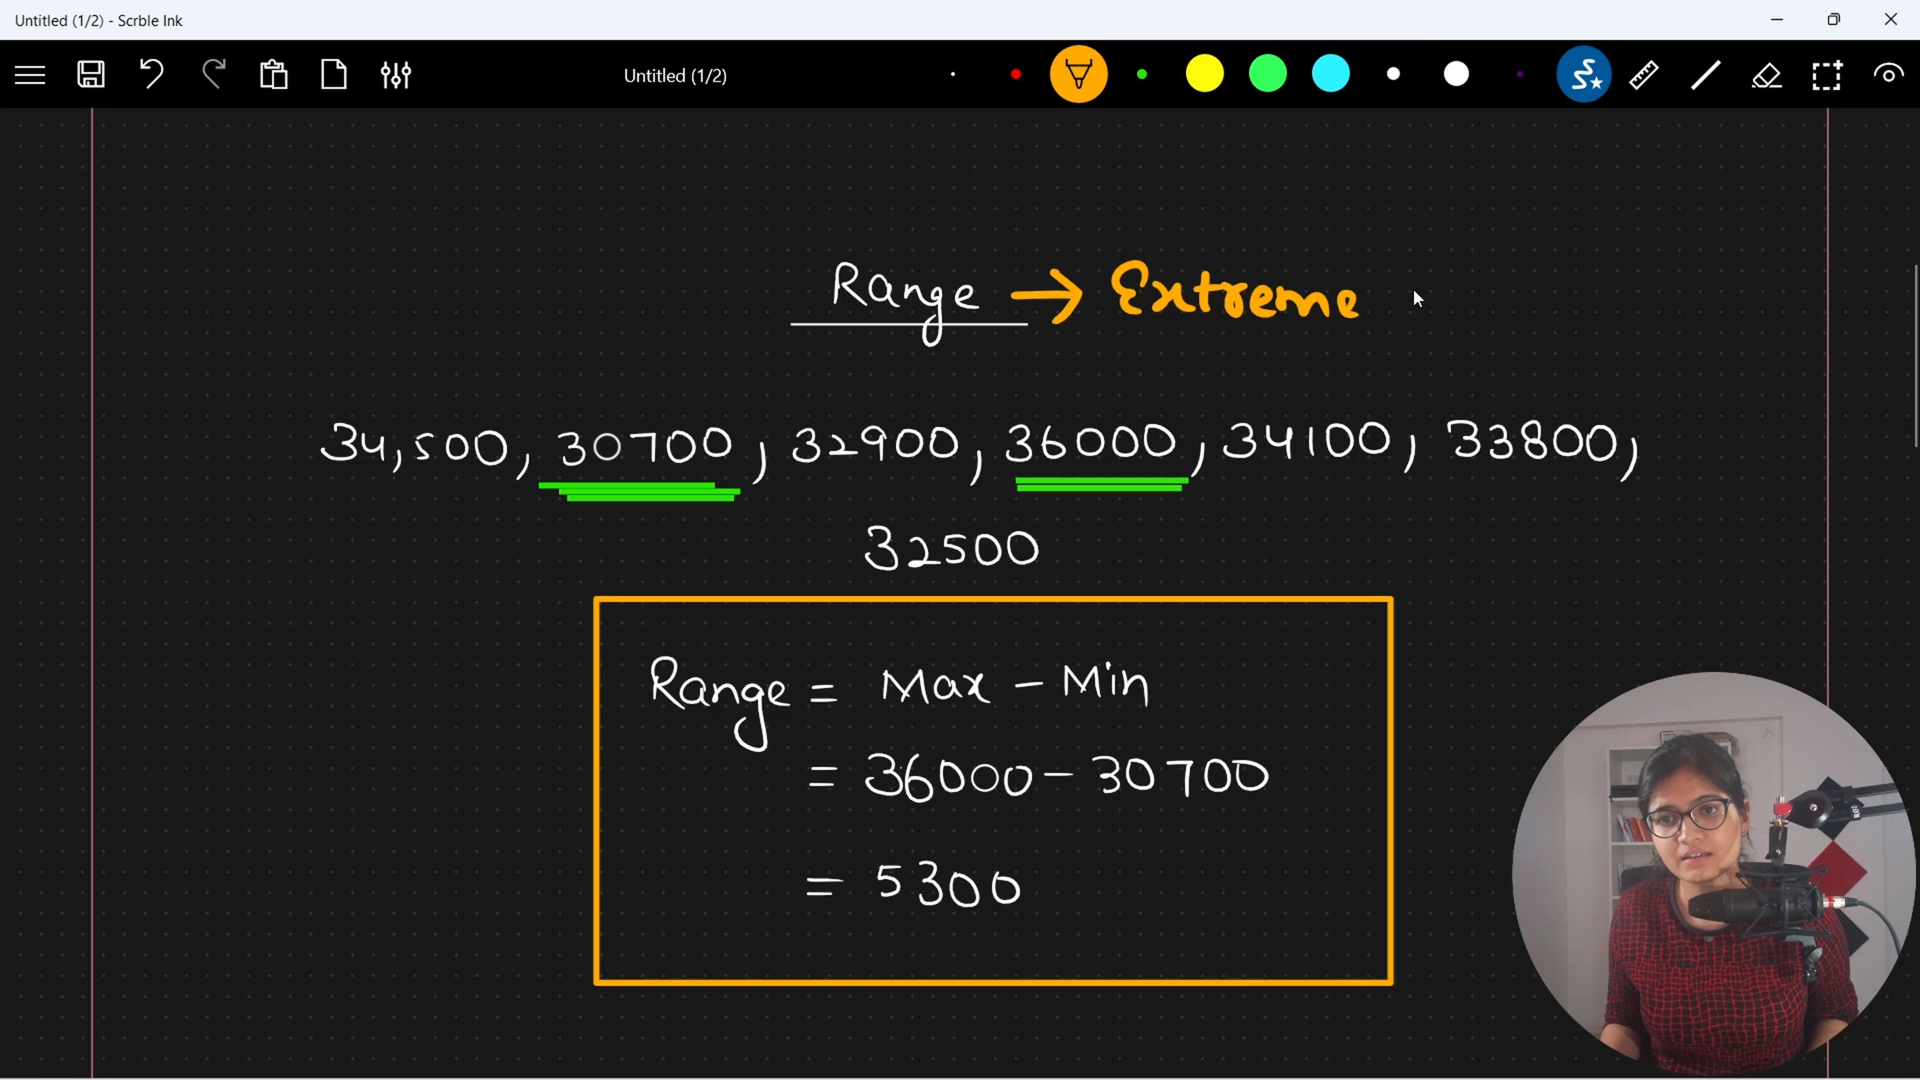 Untitled (1/2) - Scrble Ink
Untitled (1/2)
Range → Extreme
34,500, 30700, 32900, 36000, 34100, 33800,
32500
Range = Max - Min
= 36000 - 30700
= 5300